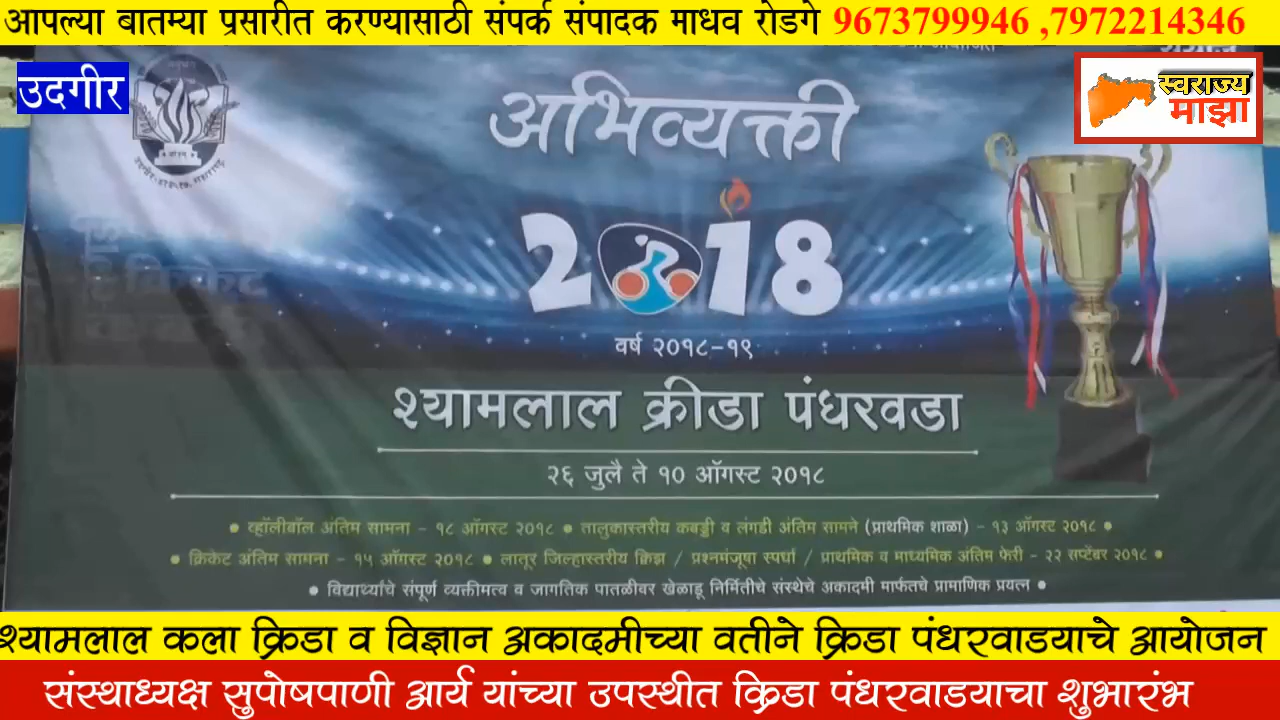 आपल्या बातम्या प्रसारीत करण्यासाठी संपर्क संपादक माधव रोडगे 9673799946 ,7972214346
उदगीर
स्वराज्य
माझा
अभिव्यक्ती
2018
वर्ष २०१८-१९
श्यामलाल क्रीडा पंधरवडा
२६ जुलै ते १० ऑगस्ट २०१८
● व्हॉलीबॉल अंतिम सामना - १८ ऑगस्ट २०१८ ● तालुकास्तरीय कबड्डी व लंगडी अंतिम सामने (प्राथमिक शाळा) - १३ ऑगस्ट २०१८ ●
● क्रिकेट अंतिम सामना - १५ ऑगस्ट २०१८ ● लातूर जिल्हास्तरीय क्विझ / प्रश्नमंजूषा स्पर्धा / प्राथमिक व माध्यमिक अंतिम फेरी - २२ सप्टेंबर २०१८ ●
● विद्यार्थ्यांचे संपूर्ण व्यक्तीमत्व व जागतिक पातळीवर खेळाडू निर्मितीचे संस्थेचे अकादमी मार्फतचे प्रामाणिक प्रयत्न ●
श्यामलाल कला क्रिडा व विज्ञान अकादमीच्या वतीने क्रिडा पंधरवाडयाचे आयोजन
संस्थाध्यक्ष सुपोषपाणी आर्य यांच्या उपस्थीत क्रिडा पंधरवाडयाचा शुभारंभ